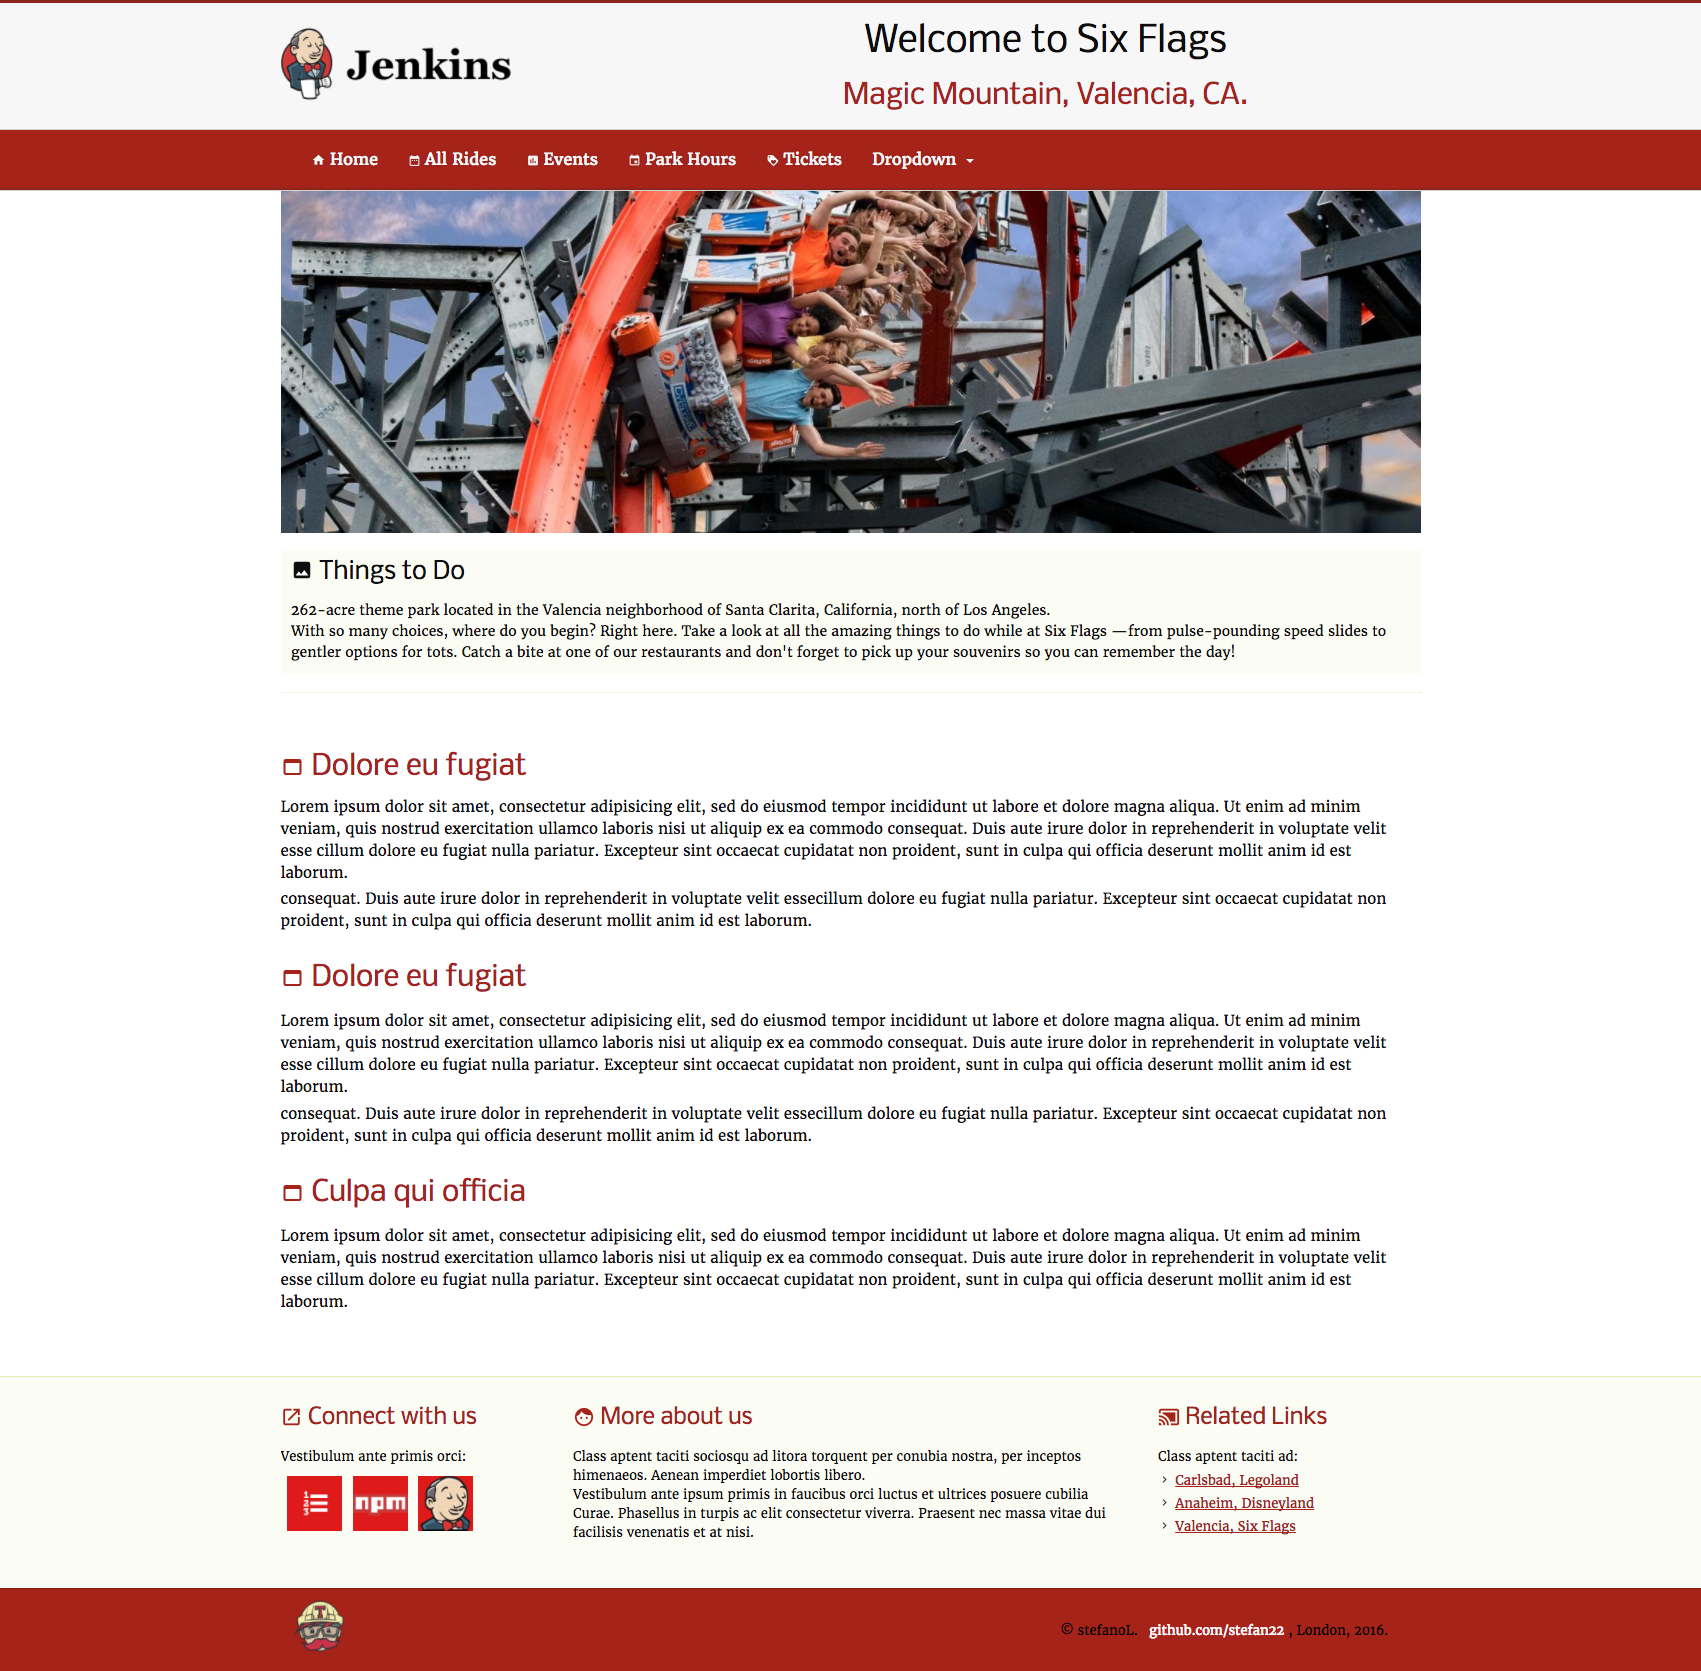 Jenkins
Welcome to Six Flags
Magic Mountain, Valencia, CA.
Home All Rides Events Park Hours Tickets Dropdown
Things to Do
262-acre theme park located in the Valencia neighborhood of Santa Clarita, California, north of Los Angeles.
With so many choices, where do you begin? Right here. Take a look at all the amazing things to do while at Six Flags —from pulse-pounding speed slides to
gentler options for tots. Catch a bite at one of our restaurants and don't forget to pick up your souvenirs so you can remember the day!
Dolore eu fugiat
Lorem ipsum dolor sit amet, consectetur adipisicing elit, sed do eiusmod tempor incididunt ut labore et dolore magna aliqua. Ut enim ad minim
veniam, quis nostrud exercitation ullamco laboris nisi ut aliquip ex ea commodo consequat. Duis aute irure dolor in reprehenderit in voluptate velit
esse cillum dolore eu fugiat nulla pariatur. Excepteur sint occaecat cupidatat non proident, sunt in culpa qui officia deserunt mollit anim id est
laborum.
consequat. Duis aute irure dolor in reprehenderit in voluptate velit essecillum dolore eu fugiat nulla pariatur. Excepteur sint occaecat cupidatat non
proident, sunt in culpa qui officia deserunt mollit anim id est laborum.
Dolore eu fugiat
Lorem ipsum dolor sit amet, consectetur adipisicing elit, sed do eiusmod tempor incididunt ut labore et dolore magna aliqua. Ut enim ad minim
veniam, quis nostrud exercitation ullamco laboris nisi ut aliquip ex ea commodo consequat. Duis aute irure dolor in reprehenderit in voluptate velit
esse cillum dolore eu fugiat nulla pariatur. Excepteur sint occaecat cupidatat non proident, sunt in culpa qui officia deserunt mollit anim id est
laborum.
consequat. Duis aute irure dolor in reprehenderit in voluptate velit essecillum dolore eu fugiat nulla pariatur. Excepteur sint occaecat cupidatat non
proident, sunt in culpa qui officia deserunt mollit anim id est laborum.
Culpa qui officia
Lorem ipsum dolor sit amet, consectetur adipisicing elit, sed do eiusmod tempor incididunt ut labore et dolore magna aliqua. Ut enim ad minim
veniam, quis nostrud exercitation ullamco laboris nisi ut aliquip ex ea commodo consequat. Duis aute irure dolor in reprehenderit in voluptate velit
esse cillum dolore eu fugiat nulla pariatur. Excepteur sint occaecat cupidatat non proident, sunt in culpa qui officia deserunt mollit anim id est
laborum.
Connect with us
Vestibulum ante primis orci:
1
2
3
npm
More about us
Class aptent taciti sociosqu ad litora torquent per conubia nostra, per inceptos
himenaeos. Aenean imperdiet lobortis libero.
Vestibulum ante ipsum primis in faucibus orci luctus et ultrices posuere cubilia
Curae. Phasellus in turpis ac elit consectetur viverra. Praesent nec massa vitae dui
facilisis venenatis et at nisi.
Related Links
Class aptent taciti ad:
Carlsbad, Legoland
Anaheim, Disneyland
Valencia, Six Flags
T
© stefanoL. github.com/stefan22 , London, 2016.